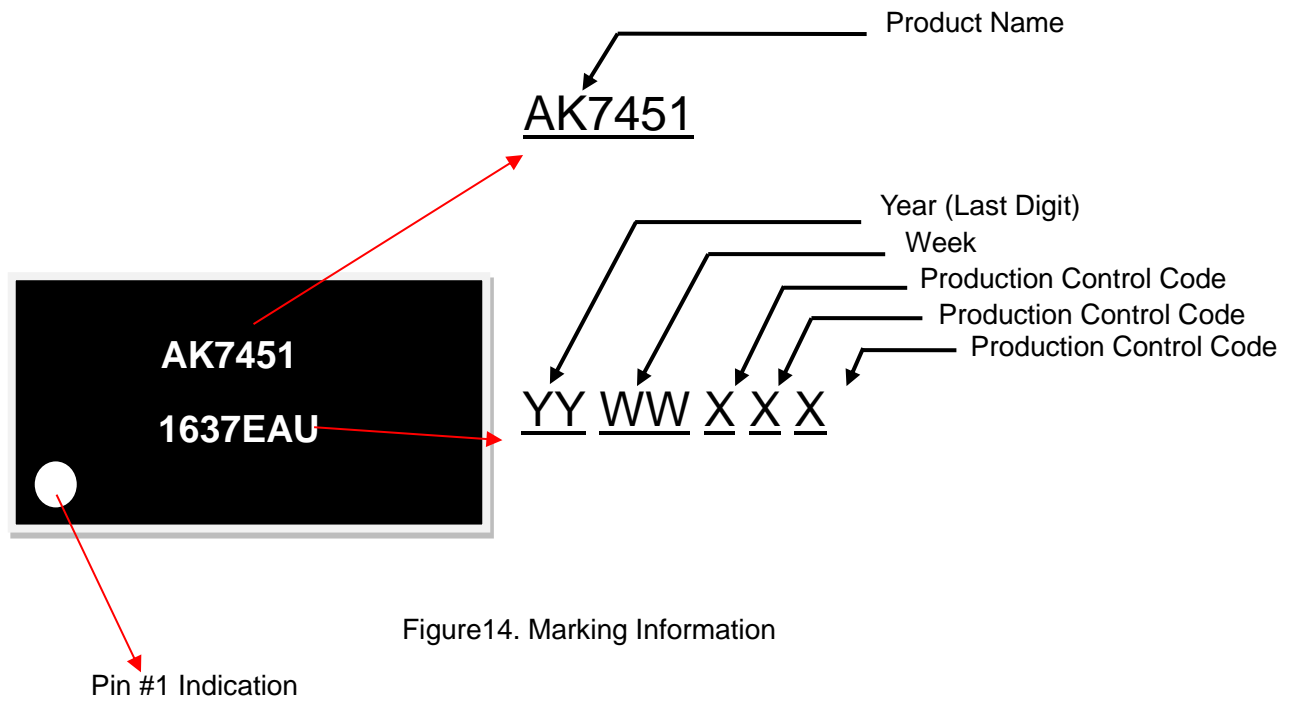 Product Name
AK7451
Year (Last Digit)
Week
Production Control Code
Production Control Code
Production Control Code
AK7451
1637EAU
YY WW X X X
Figure14. Marking Information
Pin #1 Indication